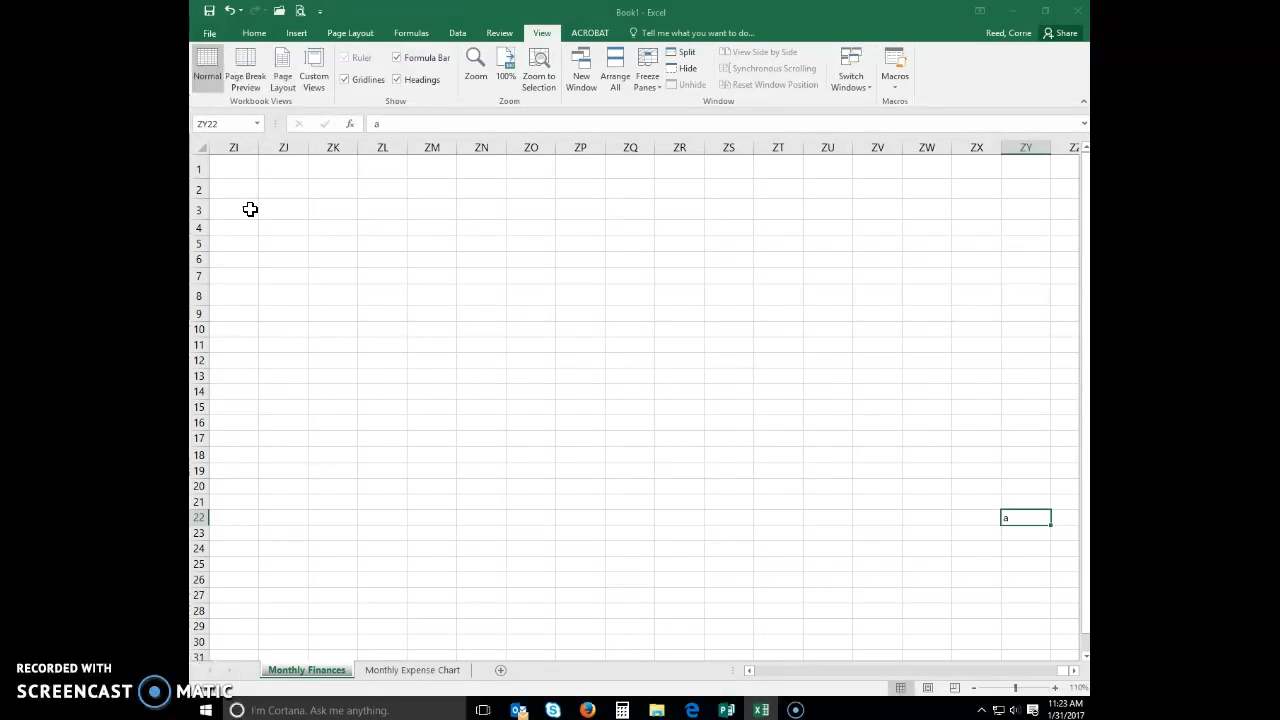 Book1 - Excel
File Home Insert Page Layout Formulas Data Review View ACROBAT Tell me what you want to do... Reed, Corrie Share
Normal Page Break Preview Page Layout Custom Views
Ruler Formula Bar
Gridlines Headings
Zoom 100% Zoom to Selection
New Window Arrange All Freeze Panes
Split
Hide
Unhide
View Side by Side
Synchronous Scrolling
Reset Window Position
Switch Windows Macros
Workbook Views Show Zoom Window Macros
ZY22 fx a
ZI ZJ ZK ZL ZM ZN ZO ZP ZQ ZR ZS ZT ZU ZV ZW ZX ZY
1
2
3
4
5
6
7
8
9
10
11
12
13
14
15
16
17
18
19
20
21
22 a
23
24
25
26
27
28
29
30
31
Monthly Finances Monthly Expense Chart
110%
RECORDED WITH
SCREENCAST MATIC
I'm Cortana. Ask me anything.
11:23 AM
1/31/2017